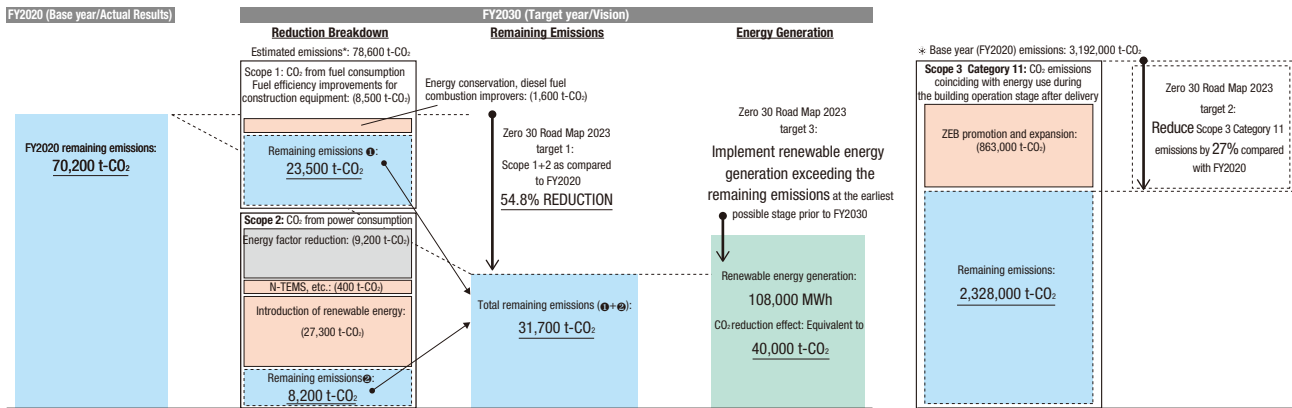 FY2020 (Base year/Actual Results)
FY2030 (Target year/Vision)
Reduction Breakdown
Remaining Emissions
Energy Generation
Estimated emissions*: 78,600 t-CO₂
Scope 1: CO₂ from fuel consumption
Fuel efficiency improvements for
construction equipment: (8,500 t-CO₂)
Energy conservation, diesel fuel
combustion improvers: (1,600 t-CO₂)
FY2020 remaining emissions:
70,200 t-CO₂
Remaining emissions ❶:
23,500 t-CO₂
Scope 2: CO₂ from power consumption
Energy factor reduction: (9,200 t-CO₂)
N-TEMS, etc.: (400 t-CO₂)
Introduction of renewable energy:
(27,300 t-CO₂)
Remaining emissions❷:
8,200 t-CO₂
Zero 30 Road Map 2023
target 1:
Scope 1+2 as compared
to FY2020
54.8% REDUCTION
Total remaining emissions (❶+❷):
31,700 t-CO₂
Zero 30 Road Map 2023
target 3:
Implement renewable energy
generation exceeding the
remaining emissions at the earliest
possible stage prior to FY2030
Renewable energy generation:
108,000 MWh
CO₂ reduction effect: Equivalent to
40,000 t-CO₂
* Base year (FY2020) emissions: 3,192,000 t-CO₂
Scope 3 Category 11: CO₂ emissions
coinciding with energy use during
the building operation stage after delivery
ZEB promotion and expansion:
(863,000 t-CO₂)
Remaining emissions:
2,328,000 t-CO₂
Zero 30 Road Map 2023
target 2:
Reduce Scope 3 Category 11
emissions by 27% compared
with FY2020